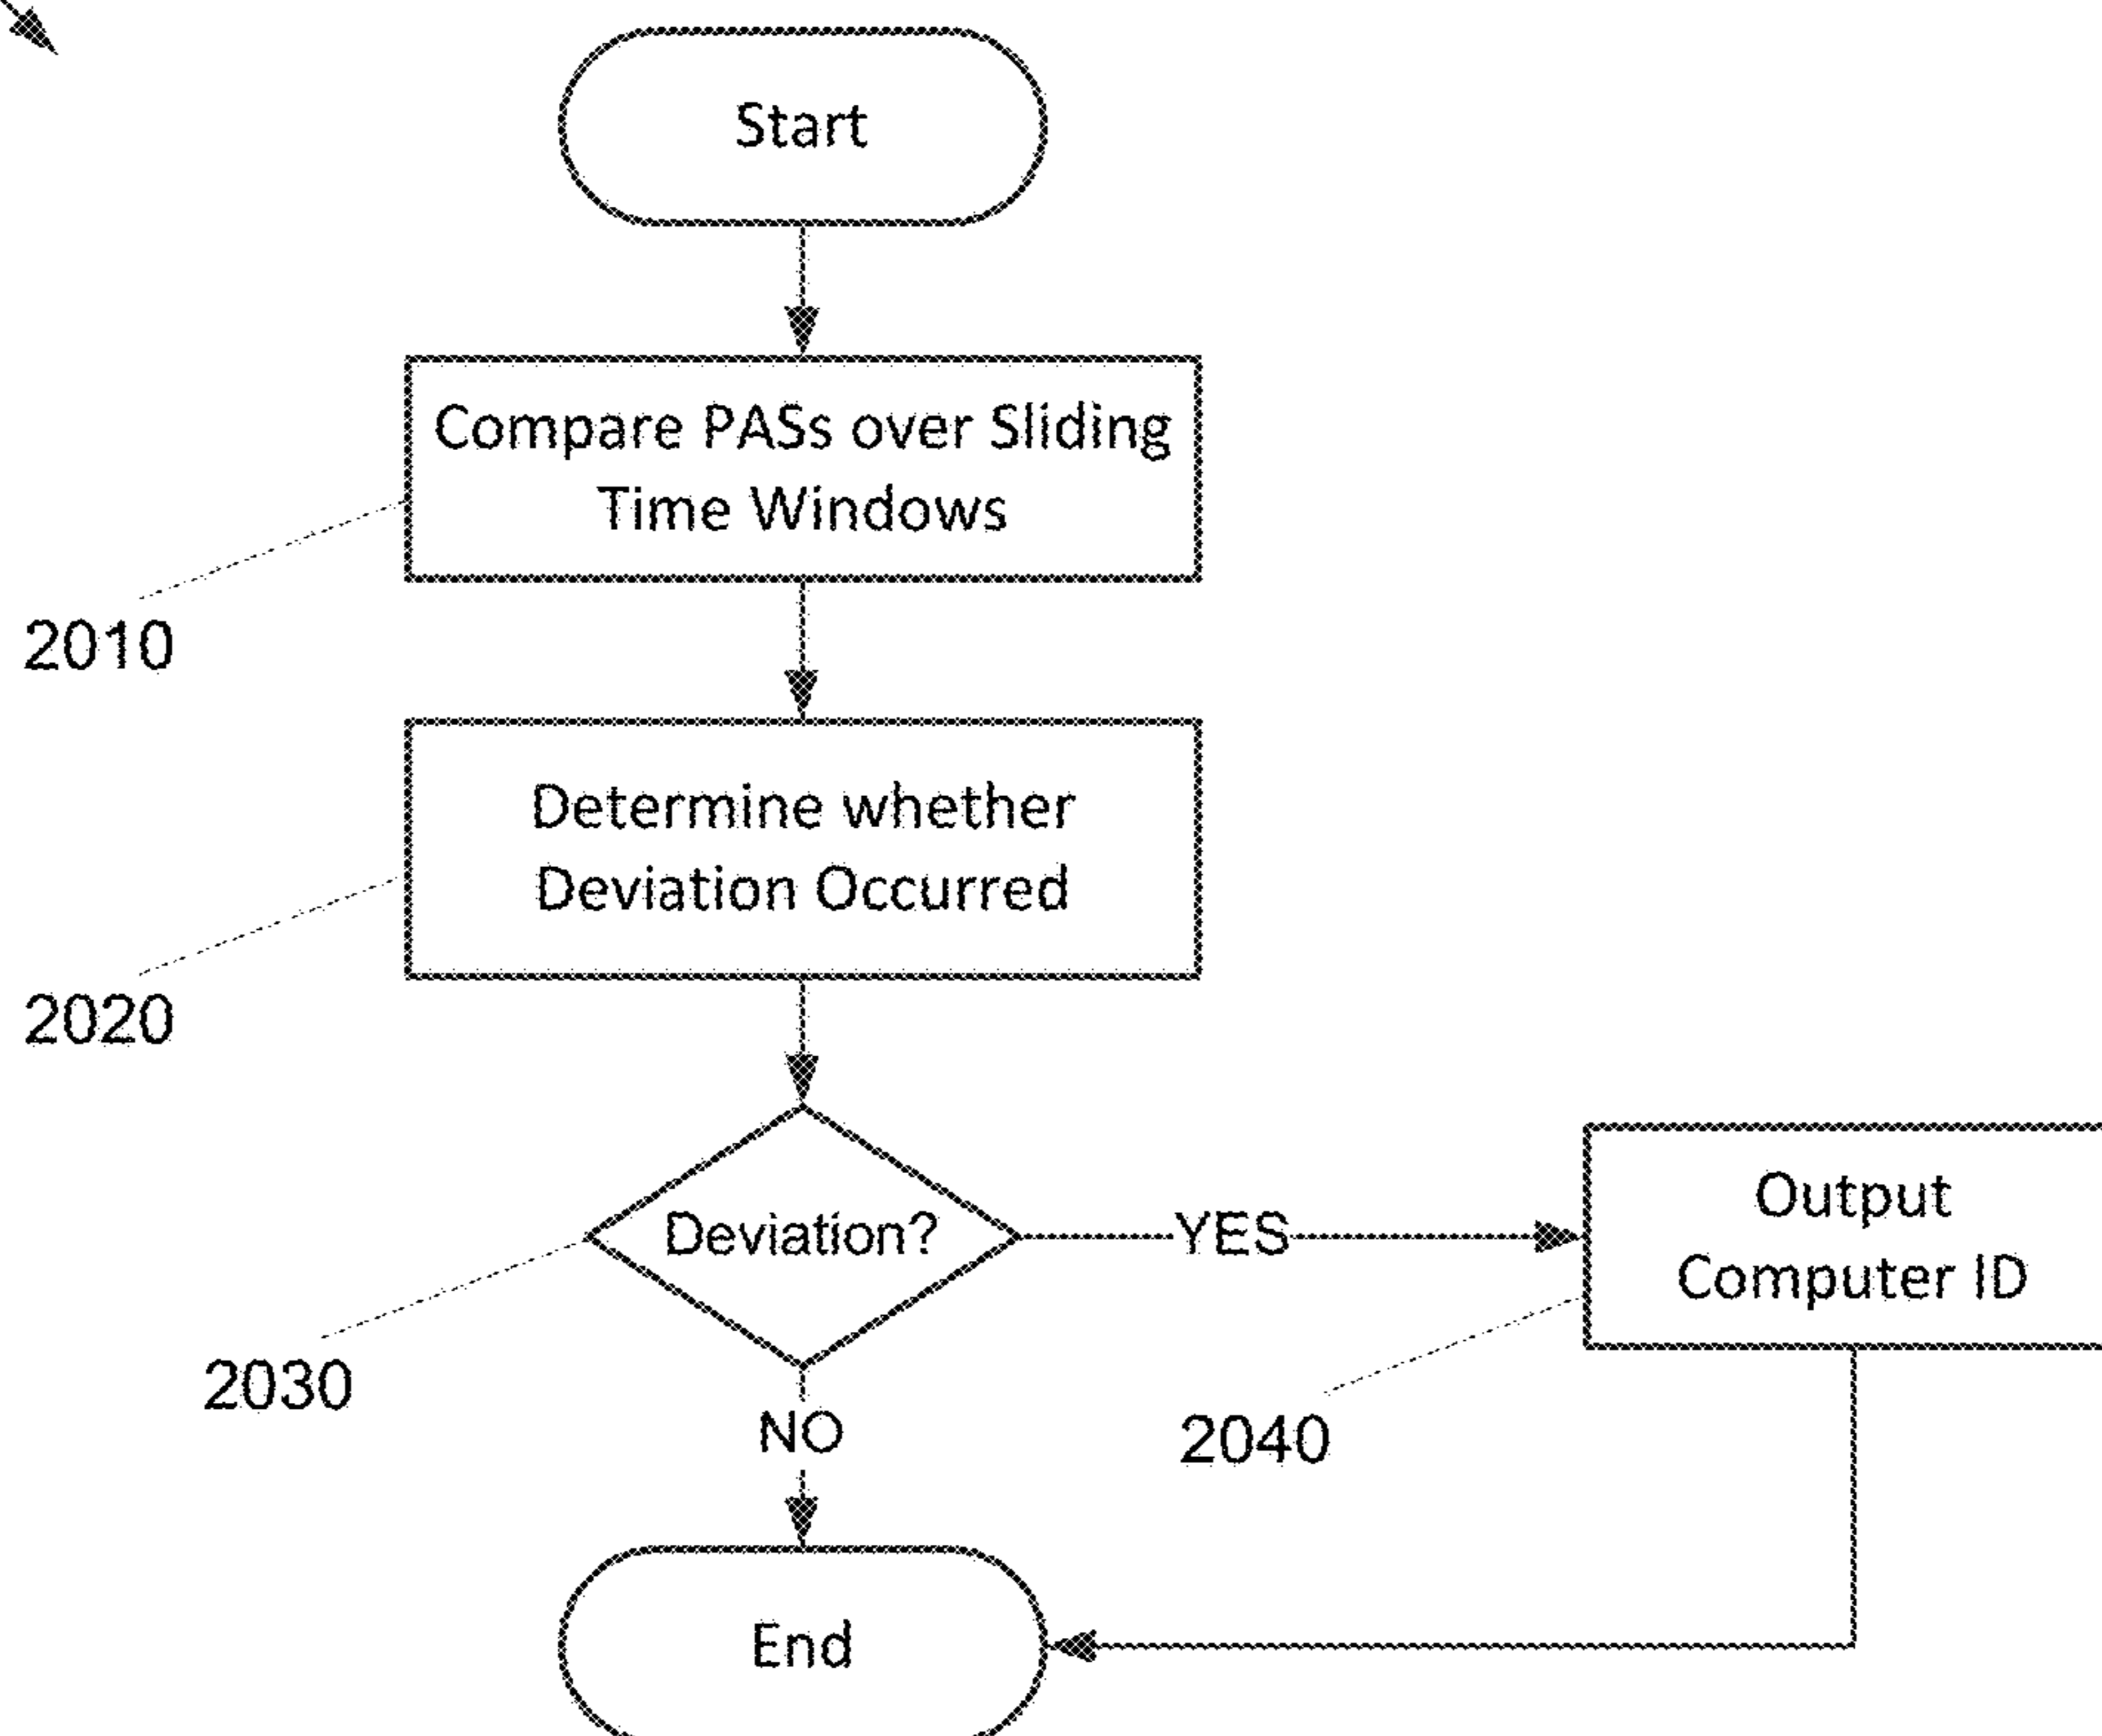 Start
Compare PASs over Sliding
Time Windows
2010
Determine whether
Deviation Occurred
2020
Deviation?
YES
Output
Computer ID
2030
NO
2040
End